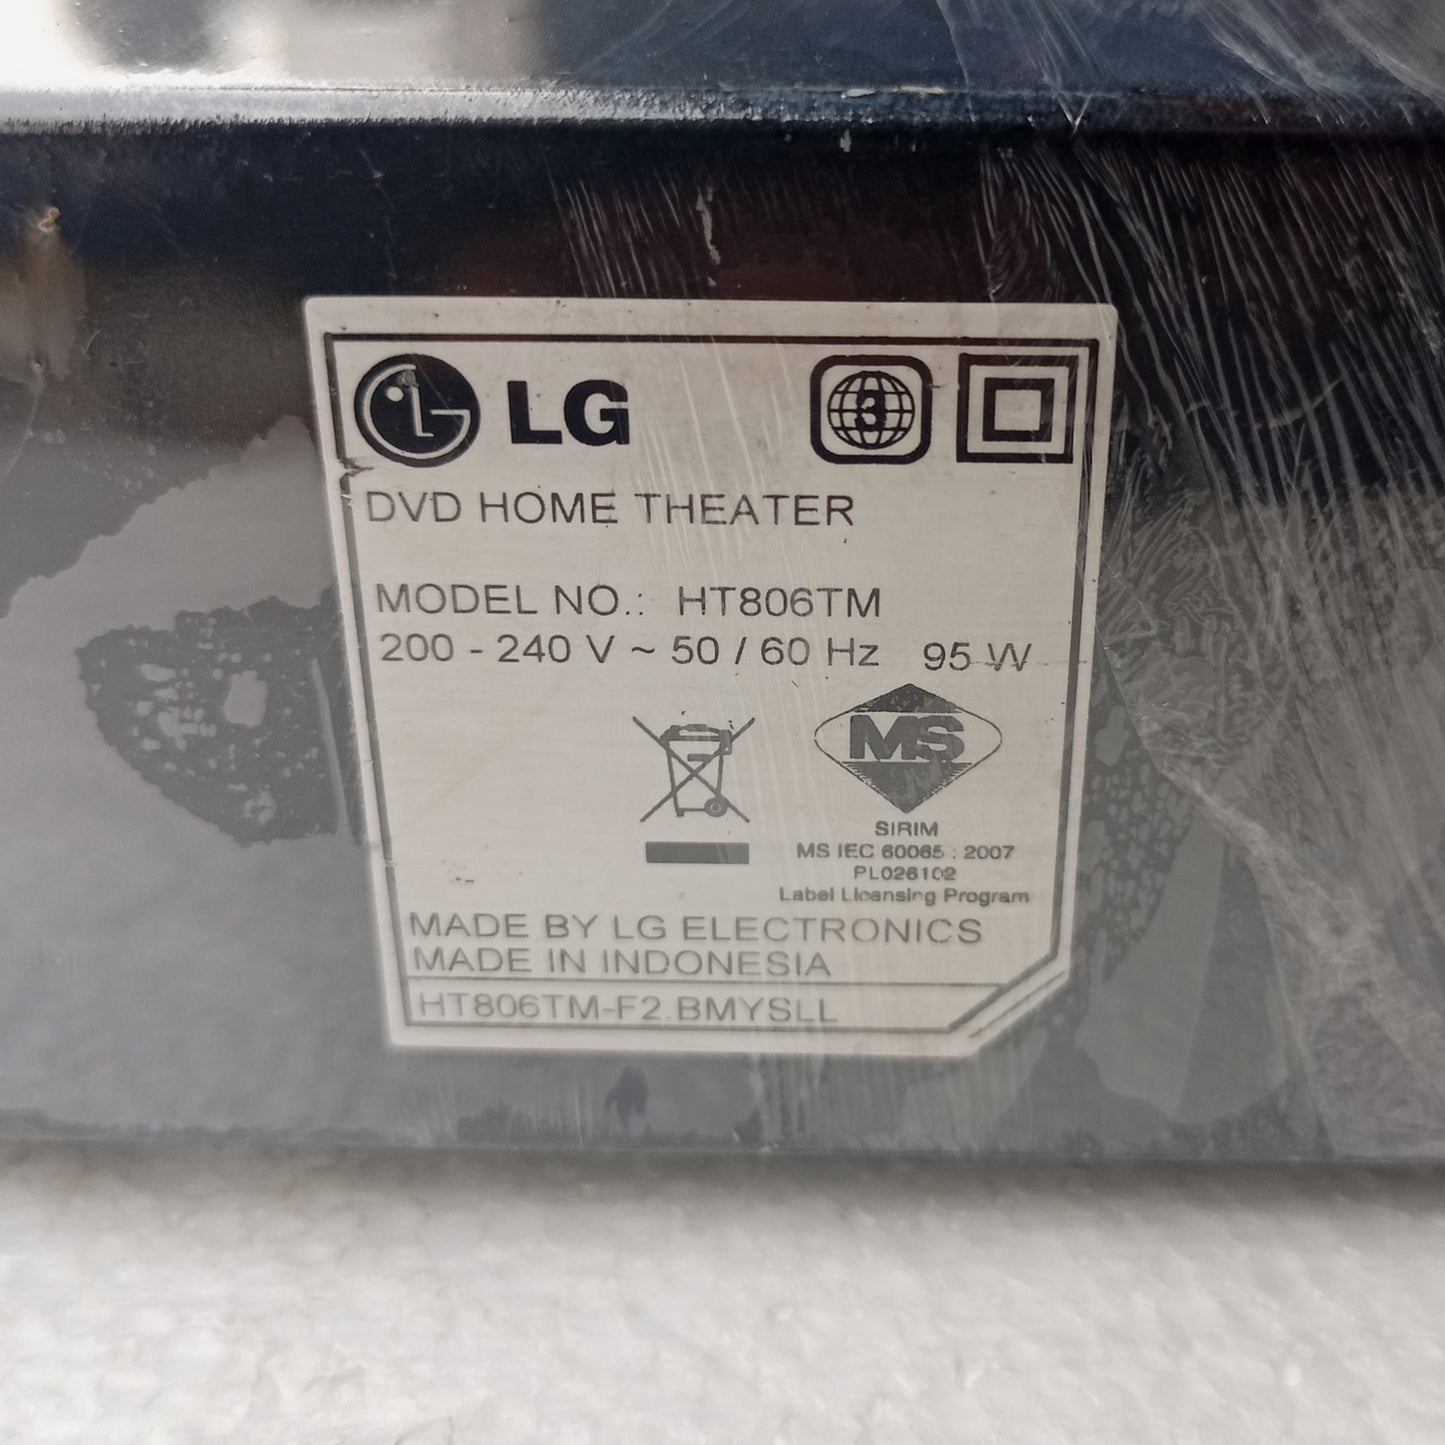 LG
3
DVD HOME THEATER
MODEL NO.: HT806TM
200 - 240 V ~ 50 / 60 Hz 95 W
MS
SIRIM
MS IEC 60065 : 2007
PL026102
Label Licensing Program
MADE BY LG ELECTRONICS
MADE IN INDONESIA
HT806TM-F2.BMYSLL